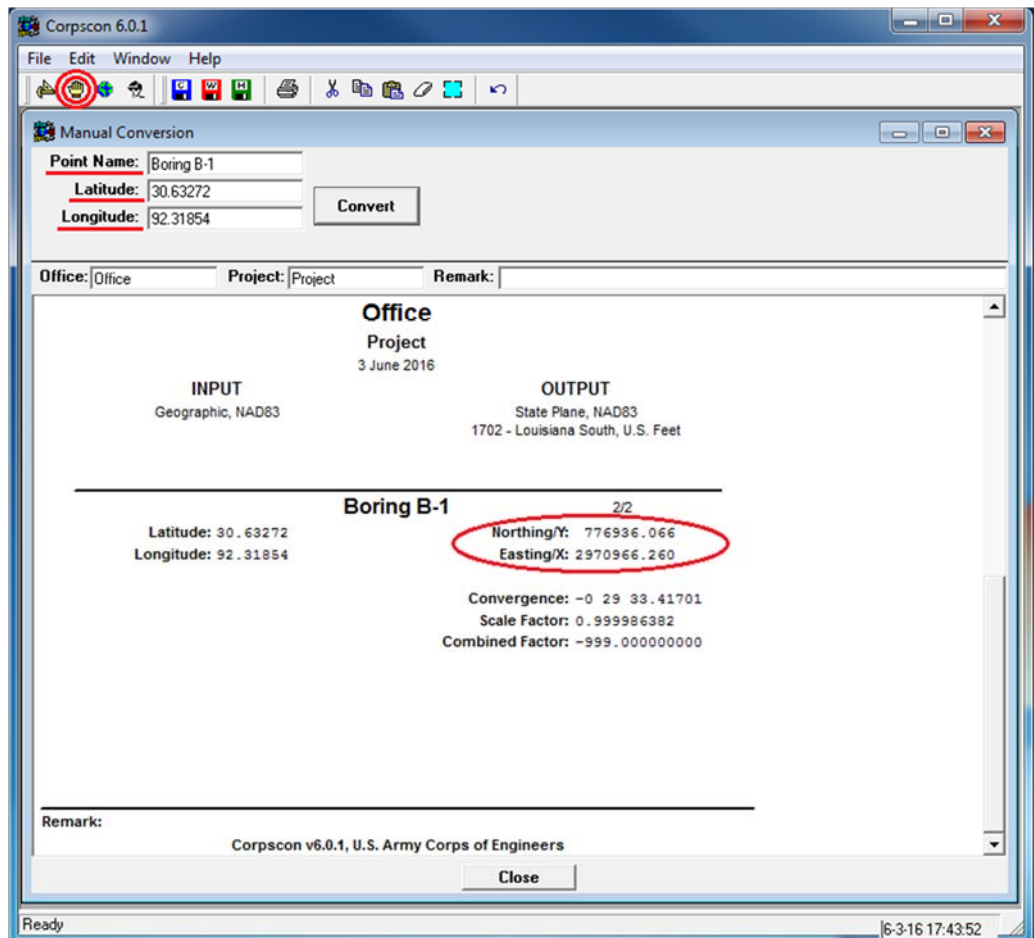 Corpscon 6.0.1
File Edit Window Help
Manual Conversion
Point Name: Boring B-1
Latitude: 30.63272
Longitude: 92.31854
Convert
Office: Office Project: Project Remark:
Office
Project
3 June 2016
INPUT OUTPUT
Geographic, NAD83 State Plane, NAD83
1702 - Louisiana South, U.S. Feet
Boring B-1 2/2
Latitude: 30.63272 Northing/Y: 776936.066
Longitude: 92.31854 Easting/X: 2970966.260
Convergence: -0 29 33.41701
Scale Factor: 0.999986382
Combined Factor: -999.000000000
Remark:
Corpscon v6.0.1, U.S. Army Corps of Engineers
Close
Ready 6-3-16 17:43:52